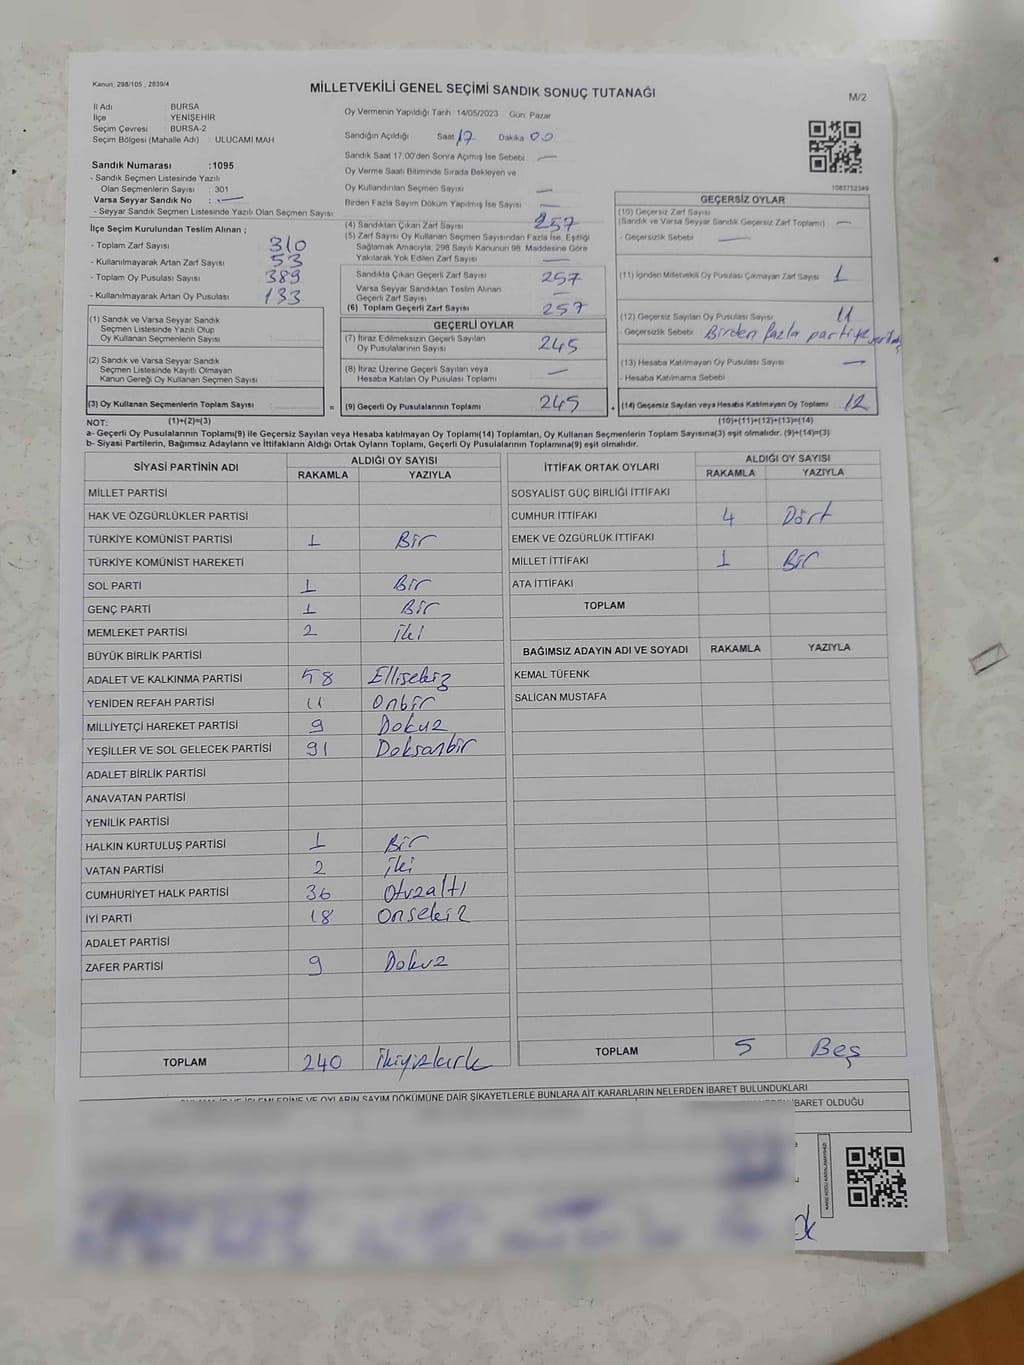 Kanun; 298/105 , 2839/4
MİLLETVEKİLİ GENEL SEÇİMİ SANDIK SONUÇ TUTANAĞI
M/2
İl Adı : BURSA
İlçe : YENİŞEHİR
Seçim Çevresi : BURSA-2
Seçim Bölgesi (Mahalle Adı) : ULUCAMİ MAH
Sandık Numarası :1095
- Sandık Seçmen Listesinde Yazılı
Olan Seçmenlerin Sayısı : 301
Varsa Seyyar Sandık No : —
- Seyyar Sandık Seçmen Listesinde Yazılı Olan Seçmen Sayısı
İlçe Seçim Kurulundan Teslim Alınan ;
- Toplam Zarf Sayısı 310
- Kullanılmayarak Artan Zarf Sayısı 53
- Toplam Oy Pusulası Sayısı 389
- Kullanılmayarak Artan Oy Pusulası 133
(1) Sandık ve Varsa Seyyar Sandık
Seçmen Listesinde Yazılı Olup
Oy Kullanan Seçmenlerin Sayısı :
(2) Sandık ve Varsa Seyyar Sandık
Seçmen Listesinde Kayıtlı Olmayan
Kanun Gereği Oy Kullanan Seçmen Sayısı :
(3) Oy Kullanan Seçmenlerin Toplam Sayısı :
Oy Vermenin Yapıldığı Tarih :14/05/2023 Gün: Pazar
Sandığın Açıldığı Saat 17 Dakika 00
Sandık Saat 17:00'den Sonra Açılmış İse Sebebi : —
Oy Verme Saati Bitiminde Sırada Bekleyen ve
Oy Kullandırılan Seçmen Sayısı —
Birden Fazla Sayım Döküm Yapılmış İse Sayısı —
(4) Sandıktan Çıkan Zarf Sayısı 257
(5) Zarf Sayısı Oy Kullanan Seçmen Sayısından Fazla İse, Eşitliği
Sağlamak Amacıyla, 298 Sayılı Kanunun 98. Maddesine Göre
Yakılarak Yok Edilen Zarf Sayısı —
Sandıkta Çıkan Geçerli Zarf Sayısı 257
Varsa Seyyar Sandıktan Teslim Alınan
Geçerli Zarf Sayısı —
(6) Toplam Geçerli Zarf Sayısı 257
GEÇERLİ OYLAR
(7) İtiraz Edilmeksizin Geçerli Sayılan
Oy Pusulalarının Sayısı 245
(8) İtiraz Üzerine Geçerli Sayılan veya
Hesaba Katılan Oy Pusulası Toplamı —
= (9) Geçerli Oy Pusulalarının Toplamı 245
1083752349
GEÇERSİZ OYLAR
(10) Geçersiz Zarf Sayısı
(Sandık ve Varsa Seyyar Sandık Geçersiz Zarf Toplamı) —
- Geçersizlik Sebebi —
(11) İçinden Milletvekili Oy Pusulası Çıkmayan Zarf Sayısı 1
(12) Geçersiz Sayılan Oy Pusulası Sayısı 11
- Geçersizlik Sebebi Birden fazla partiye
(13) Hesaba Katılmayan Oy Pusulası Sayısı —
- Hesaba Katılmama Sebebi
+ (14) Geçersiz Sayılan veya Hesaba Katılmayan Oy Toplamı 12
NOT: (1)+(2)=(3) (10)+(11)+(12)+(13)=(14)
a- Geçerli Oy Pusulalarının Toplamı(9) ile Geçersiz Sayılan veya Hesaba katılmayan Oy Toplamı(14) Toplamları, Oy Kullanan Seçmenlerin Toplam Sayısına(3) eşit olmalıdır. (9)+(14)=(3)
b- Siyasi Partilerin, Bağımsız Adayların ve İttifakların Aldığı Ortak Oyların Toplamı, Geçerli Oy Pusulalarının Toplamına(9) eşit olmalıdır.
SİYASİ PARTİNİN ADI ALDIĞI OY SAYISI
RAKAMLA YAZIYLA
MİLLET PARTİSİ
HAK VE ÖZGÜRLÜKLER PARTİSİ
TÜRKİYE KOMÜNİST PARTİSİ 1 Bir
TÜRKİYE KOMÜNİST HAREKETİ
SOL PARTİ 1 Bir
GENÇ PARTİ 1 Bir
MEMLEKET PARTİSİ 2 iki
BÜYÜK BİRLİK PARTİSİ
ADALET VE KALKINMA PARTİSİ 58 Ellisekiz
YENİDEN REFAH PARTİSİ 11 Onbir
MİLLİYETÇİ HAREKET PARTİSİ 9 Dokuz
YEŞİLLER VE SOL GELECEK PARTİSİ 91 Doksanbir
ADALET BİRLİK PARTİSİ
ANAVATAN PARTİSİ
YENİLİK PARTİSİ
HALKIN KURTULUŞ PARTİSİ 1 Bir
VATAN PARTİSİ 2 iki
CUMHURİYET HALK PARTİSİ 36 Otuzaltı
İYİ PARTİ 18 Onsekiz
ADALET PARTİSİ
ZAFER PARTİSİ 9 Dokuz
TOPLAM 240 ikiyüzkırk
İTTİFAK ORTAK OYLARI ALDIĞI OY SAYISI
RAKAMLA YAZIYLA
SOSYALİST GÜÇ BİRLİĞİ İTTİFAKI
CUMHUR İTTİFAKI 4 Dört
EMEK VE ÖZGÜRLÜK İTTİFAKI
MİLLET İTTİFAKI 1 Bir
ATA İTTİFAKI
TOPLAM
BAĞIMSIZ ADAYIN ADI VE SOYADI RAKAMLA YAZIYLA
KEMAL TÜFENK
SALİCAN MUSTAFA
TOPLAM 5 Beş
VE OYLARIN SAYIM DÖKÜMÜNE DAİR ŞİKAYETLERLE BUNLARA AİT KARARLARIN NELERDEN İBARET BULUNDUKLARI
İBARET OLDUĞU